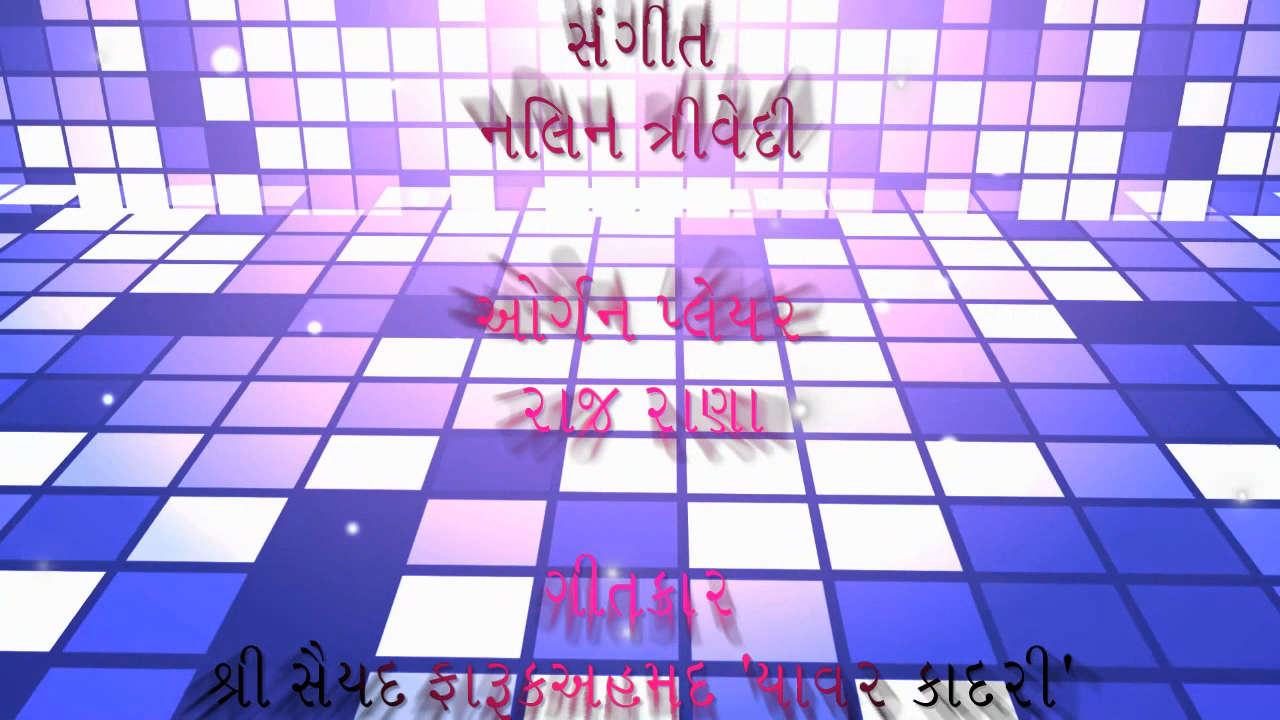 સંગીત
નલિન ત્રીવેદી
ઓર્ગન પ્લેયર
રાજ રાણા
ગીતકાર
શ્રી સૈયદ ફારૂકઅહમદ 'યાવર કાદરી'